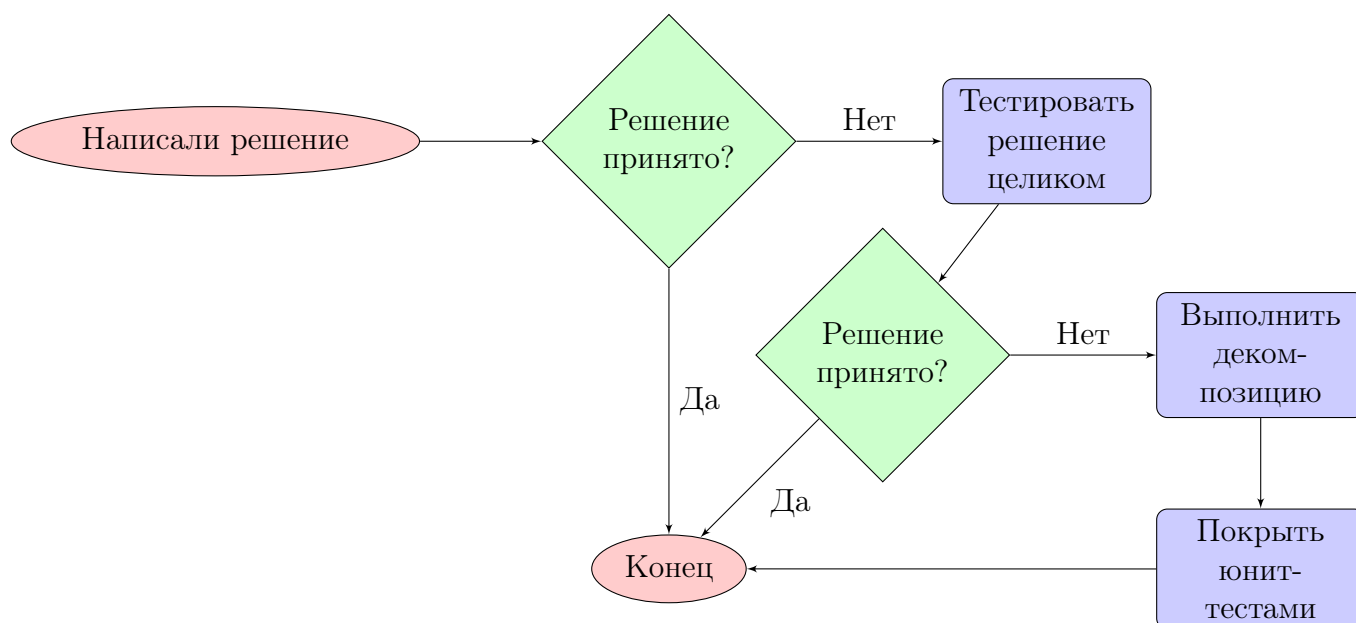 Написали решение
Решение
принято?
Нет
Тестировать
решение
целиком
Решение
принято?
Нет
Выполнить
деком-
позицию
Да
Да
Конец
Покрыть
юнит-
тестами